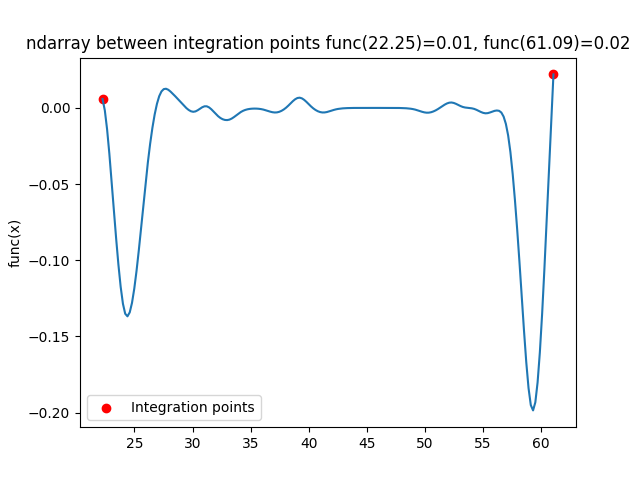 ndarray between integration points func(22.25)=0.01, func(61.09)=0.02
func(x)
0.00
−0.05
−0.10
−0.15
−0.20
Integration points
25 30 35 40 45 50 55 60